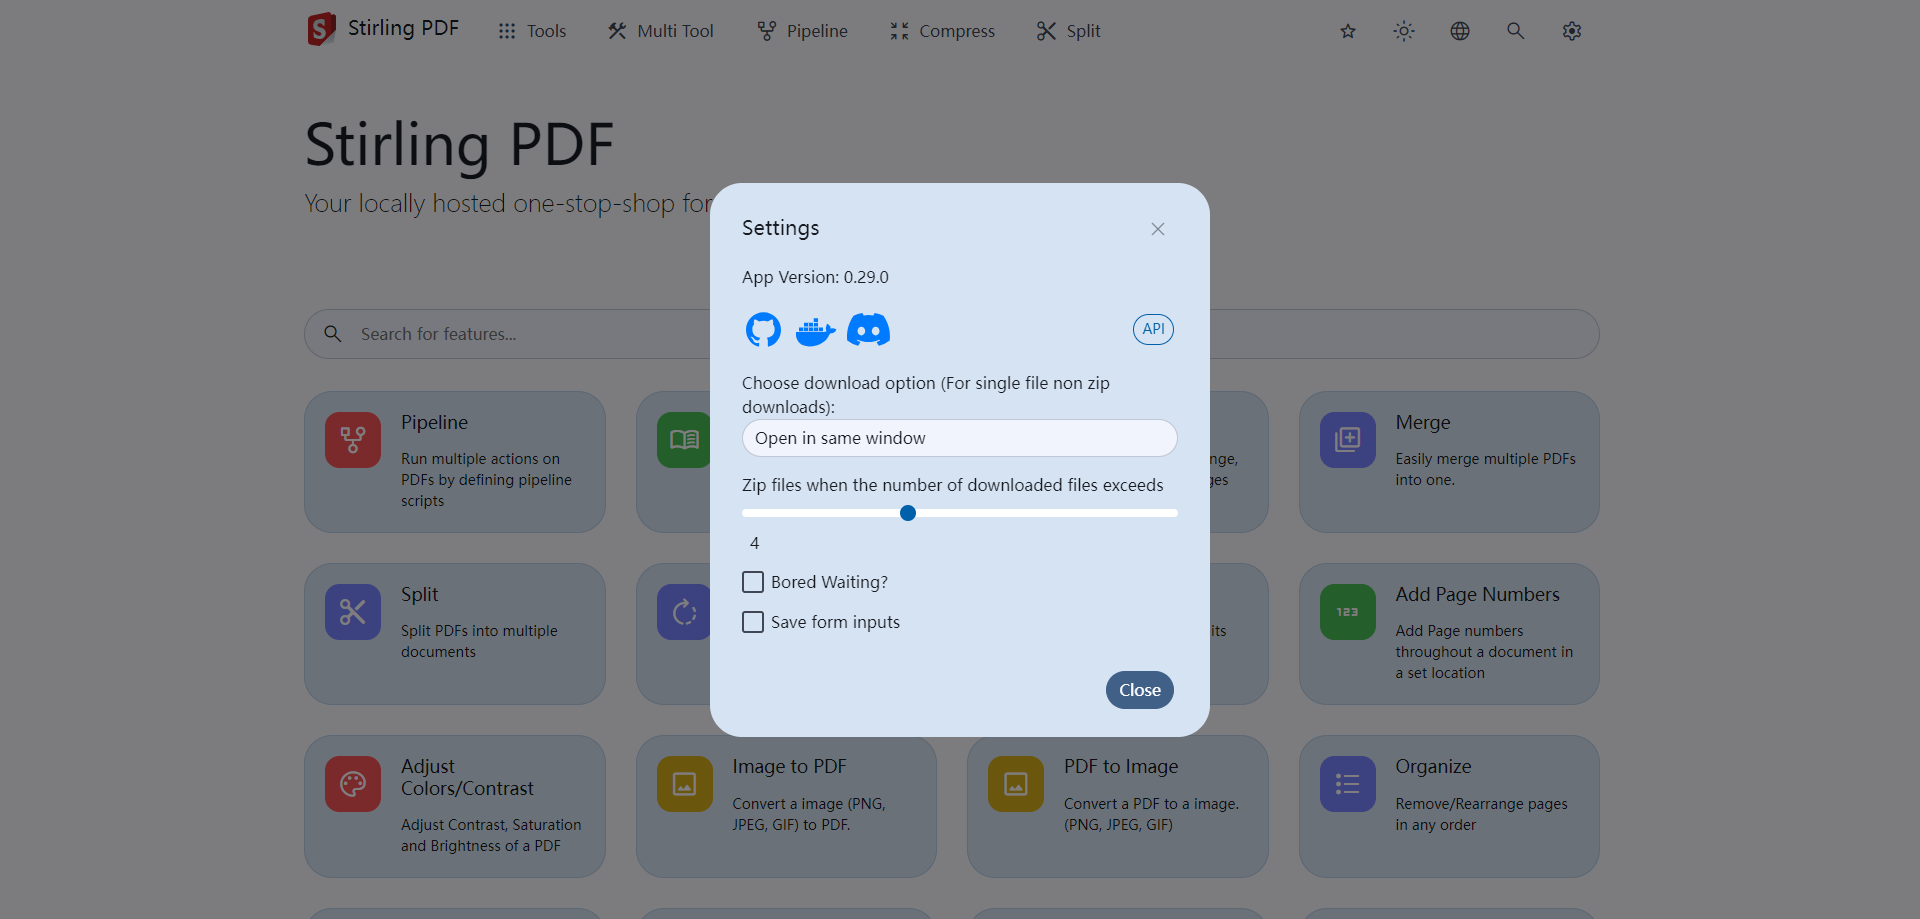 Stirling PDF
Tools
Multi Tool
Pipeline
Compress
Split
Stirling PDF
Your locally hosted one-stop-shop for
Search for features...
Settings
App Version: 0.29.0
API
Choose download option (For single file non zip
downloads):
Open in same window
Zip files when the number of downloaded files exceeds
4
Bored Waiting?
Save form inputs
Close
Pipeline
Run multiple actions on
PDFs by defining pipeline
scripts
Merge
Easily merge multiple PDFs
into one.
Split
Split PDFs into multiple
documents
its
123
Add Page Numbers
Add Page numbers
throughout a document in
a set location
Adjust
Colors/Contrast
Adjust Contrast, Saturation
and Brightness of a PDF
Image to PDF
Convert a image (PNG,
JPEG, GIF) to PDF.
PDF to Image
Convert a PDF to a image.
(PNG, JPEG, GIF)
Organize
Remove/Rearrange pages
in any order